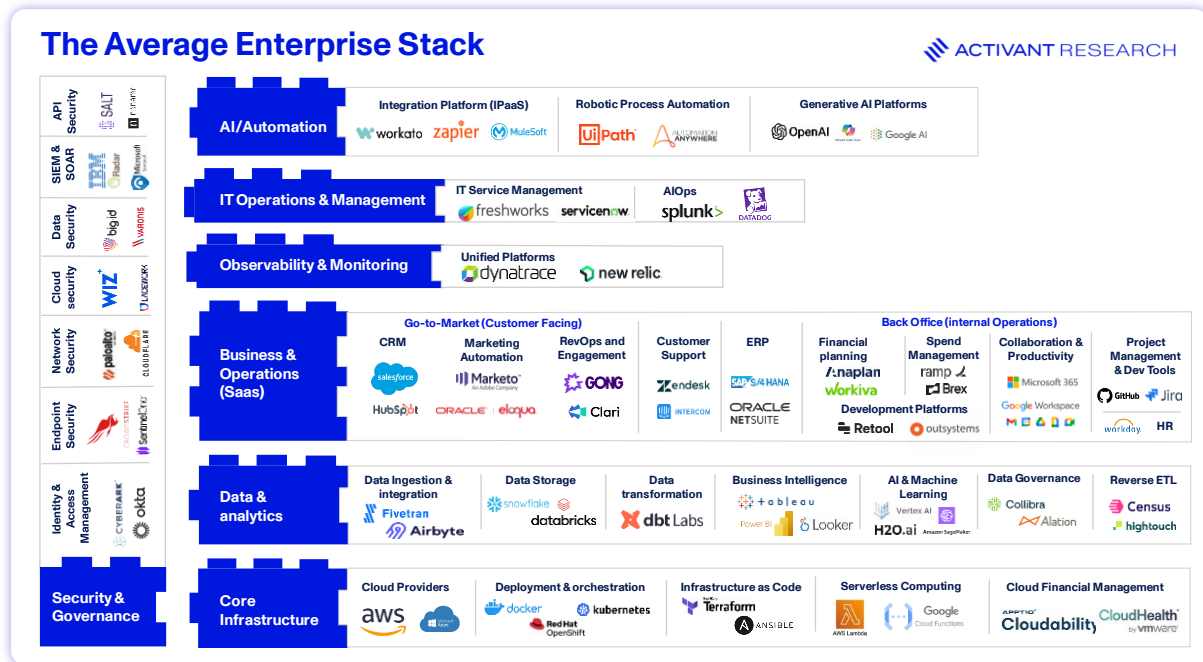 The Average Enterprise Stack
ACTIVANT RESEARCH
API Security
SALT
SIEM & SOAR
IBM
QRadar
Microsoft
Data Security
bigid
VARONIS
Cloud security
WIZ+
LACEWORK
Network Security
paloalto
CLOUDFLARE
Endpoint Security
CROWDSTRIKE
SentinelOne
Identity & Access Management
CYBERARK
okta
Security & Governance
AI/Automation
Integration Platform (IPaaS)
workato
zapier
MuleSoft
Robotic Process Automation
UiPath
AUTOMATION ANYWHERE
Generative AI Platforms
OpenAI
Google AI
IT Operations & Management
IT Service Management
freshworks
servicenow
AIOps
splunk>
DATADOG
Observability & Monitoring
Unified Platforms
dynatrace
new relic
Business & Operations (Saas)
Go-to-Market (Customer Facing)
CRM
salesforce
HubSpot
Marketing Automation
Marketo
An Adobe Company
ORACLE | eloqua
RevOps and Engagement
GONG
Clari
Customer Support
zendesk
INTERCOM
ERP
SAP S/4HANA
ORACLE NETSUITE
Back Office (internal Operations)
Financial planning
Anaplan
workiva
Spend Management
ramp
Brex
Development Platforms
Retool
outsystems
Collaboration & Productivity
Microsoft 365
Google Workspace
Project Management & Dev Tools
GitHub
Jira
workday.
HR
Data & analytics
Data Ingestion & integration
Fivetran
Airbyte
Data Storage
snowflake
databricks
Data transformation
dbt Labs
Business Intelligence
+ableau
Power BI
Looker
AI & Machine Learning
Vertex AI
H2O.ai
Amazon SageMaker
Data Governance
Collibra
Alation
Reverse ETL
Census
hightouch
Core Infrastructure
Cloud Providers
aws
Microsoft Azure
Deployment & orchestration
docker
kubernetes
Red Hat OpenShift
Infrastructure as Code
Terraform
ANSIBLE
Serverless Computing
AWS Lambda
Google Cloud Functions
Cloud Financial Management
APPTIO
Cloudability
CloudHealth
by vmware